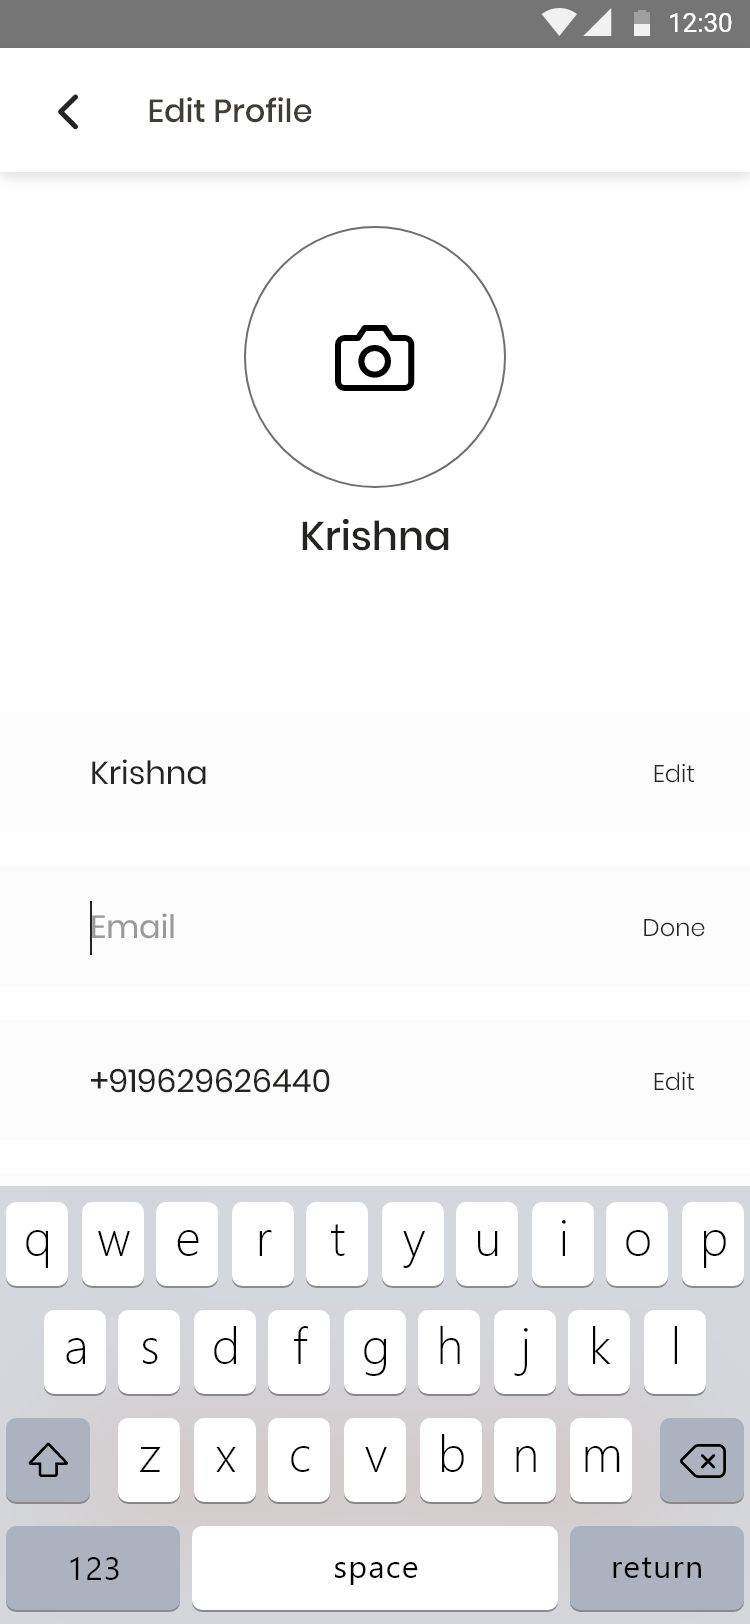 12:30
Edit Profile
Krishna
Krishna Edit
Email Done
+919629626440 Edit
q w e r t y u i o p
a s d f g h j k l
z x c v b n m
123 space return